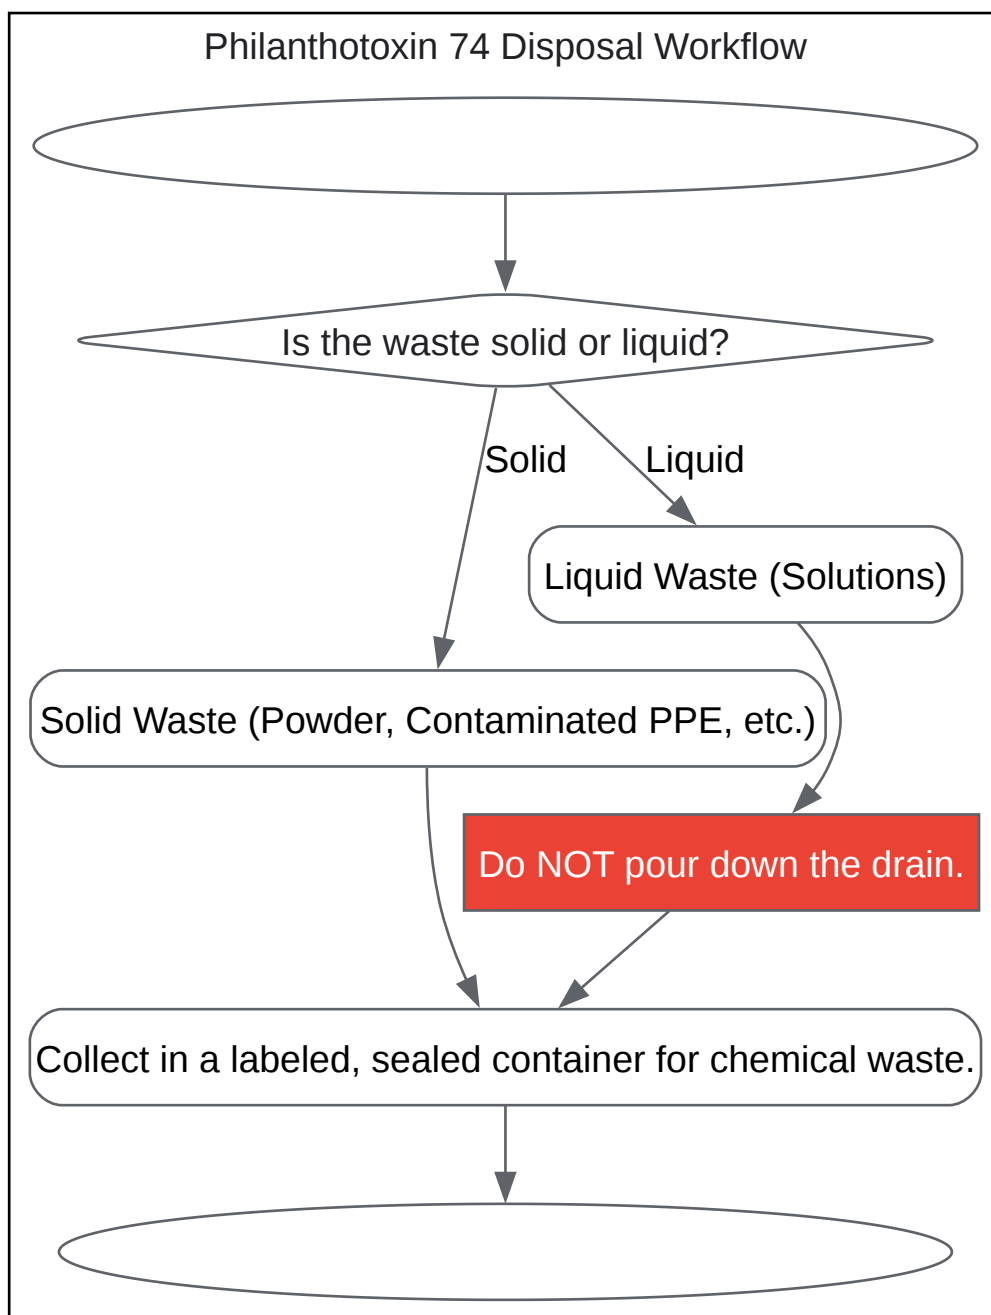 Philanthotoxin 74 Disposal Workflow
Is the waste solid or liquid?
Solid
Liquid
Liquid Waste (Solutions)
Solid Waste (Powder, Contaminated PPE, etc.)
Do NOT pour down the drain.
Collect in a labeled, sealed container for chemical waste.